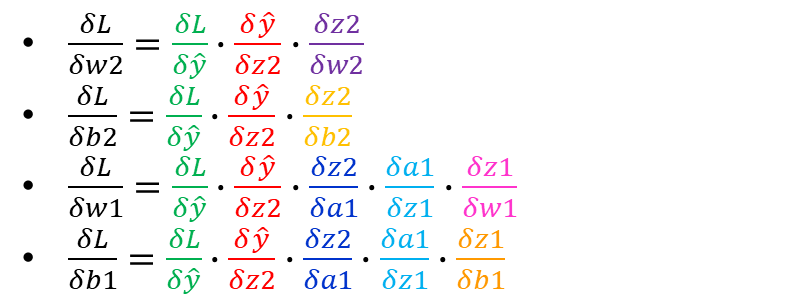 • δL/δw2 = δL/δŷ · δŷ/δz2 · δz2/δw2
• δL/δb2 = δL/δŷ · δŷ/δz2 · δz2/δb2
• δL/δw1 = δL/δŷ · δŷ/δz2 · δz2/δa1 · δa1/δz1 · δz1/δw1
• δL/δb1 = δL/δŷ · δŷ/δz2 · δz2/δa1 · δa1/δz1 · δz1/δb1